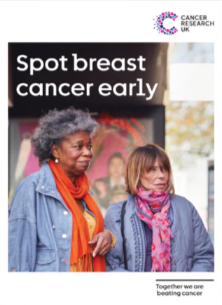 CANCER
RESEARCH
UK
Spot breast
cancer early
Together we are
beating cancer